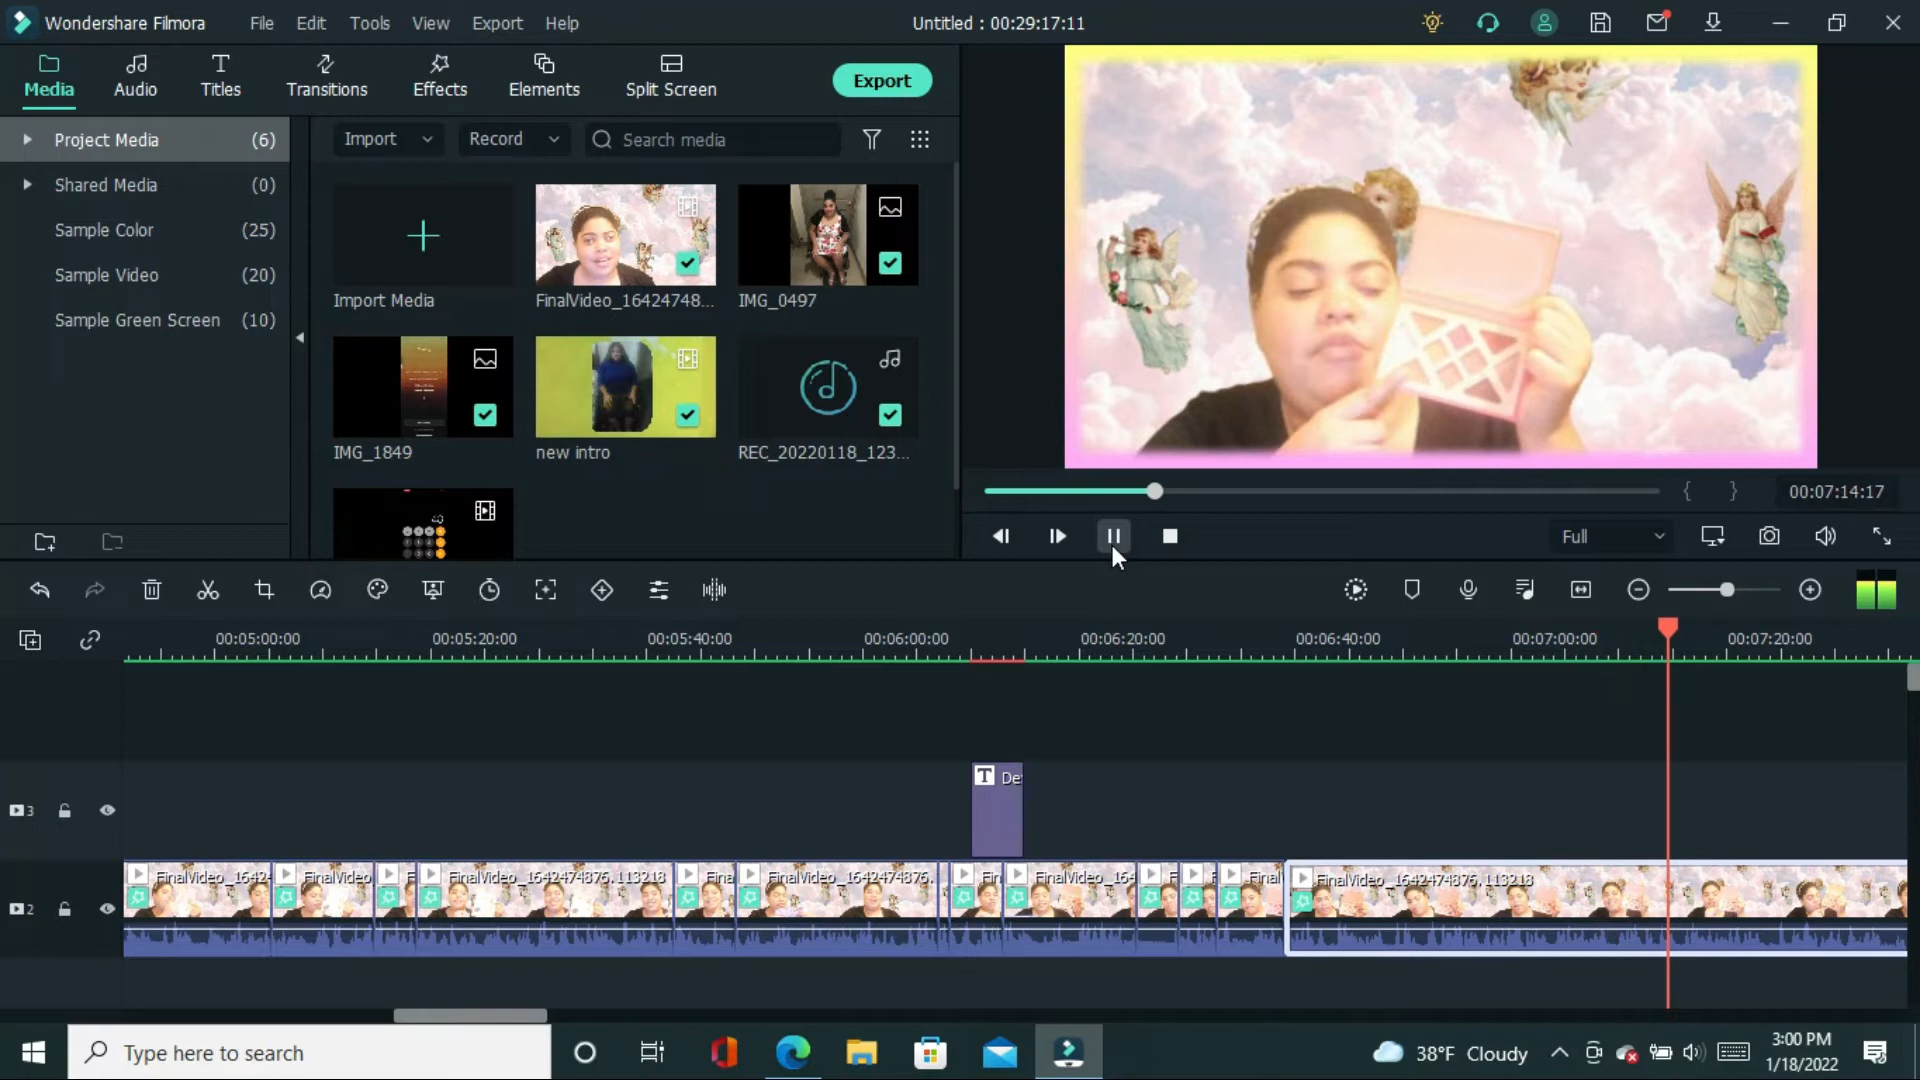 Wondershare Filmora
File
Edit
Tools
View
Export
Help
Untitled : 00:29:17:11
Media
Audio
Titles
Transitions
Effects
Elements
Split Screen
Export
Project Media (6)
Shared Media (0)
Sample Color (25)
Sample Video (20)
Sample Green Screen (10)
Import
Record
Search media
Import Media
FinalVideo_16424748...
IMG_0497
IMG_1849
new intro
REC_20220118_123...
00:07:14:17
Full
00:05:00:00
00:05:20:00
00:05:40:00
00:06:00:00
00:06:20:00
00:06:40:00
00:07:00:00
00:07:20:00
3
T De
2
FinalVideo_1642
FinalVideo
F
FinalVideo_1642474876.113218
Fina
FinalVideo_1642474876.
Fin
FinalVideo_164
F
Final
FinalVideo_1642474876.113218
Type here to search
38°F Cloudy
3:00 PM
1/18/2022